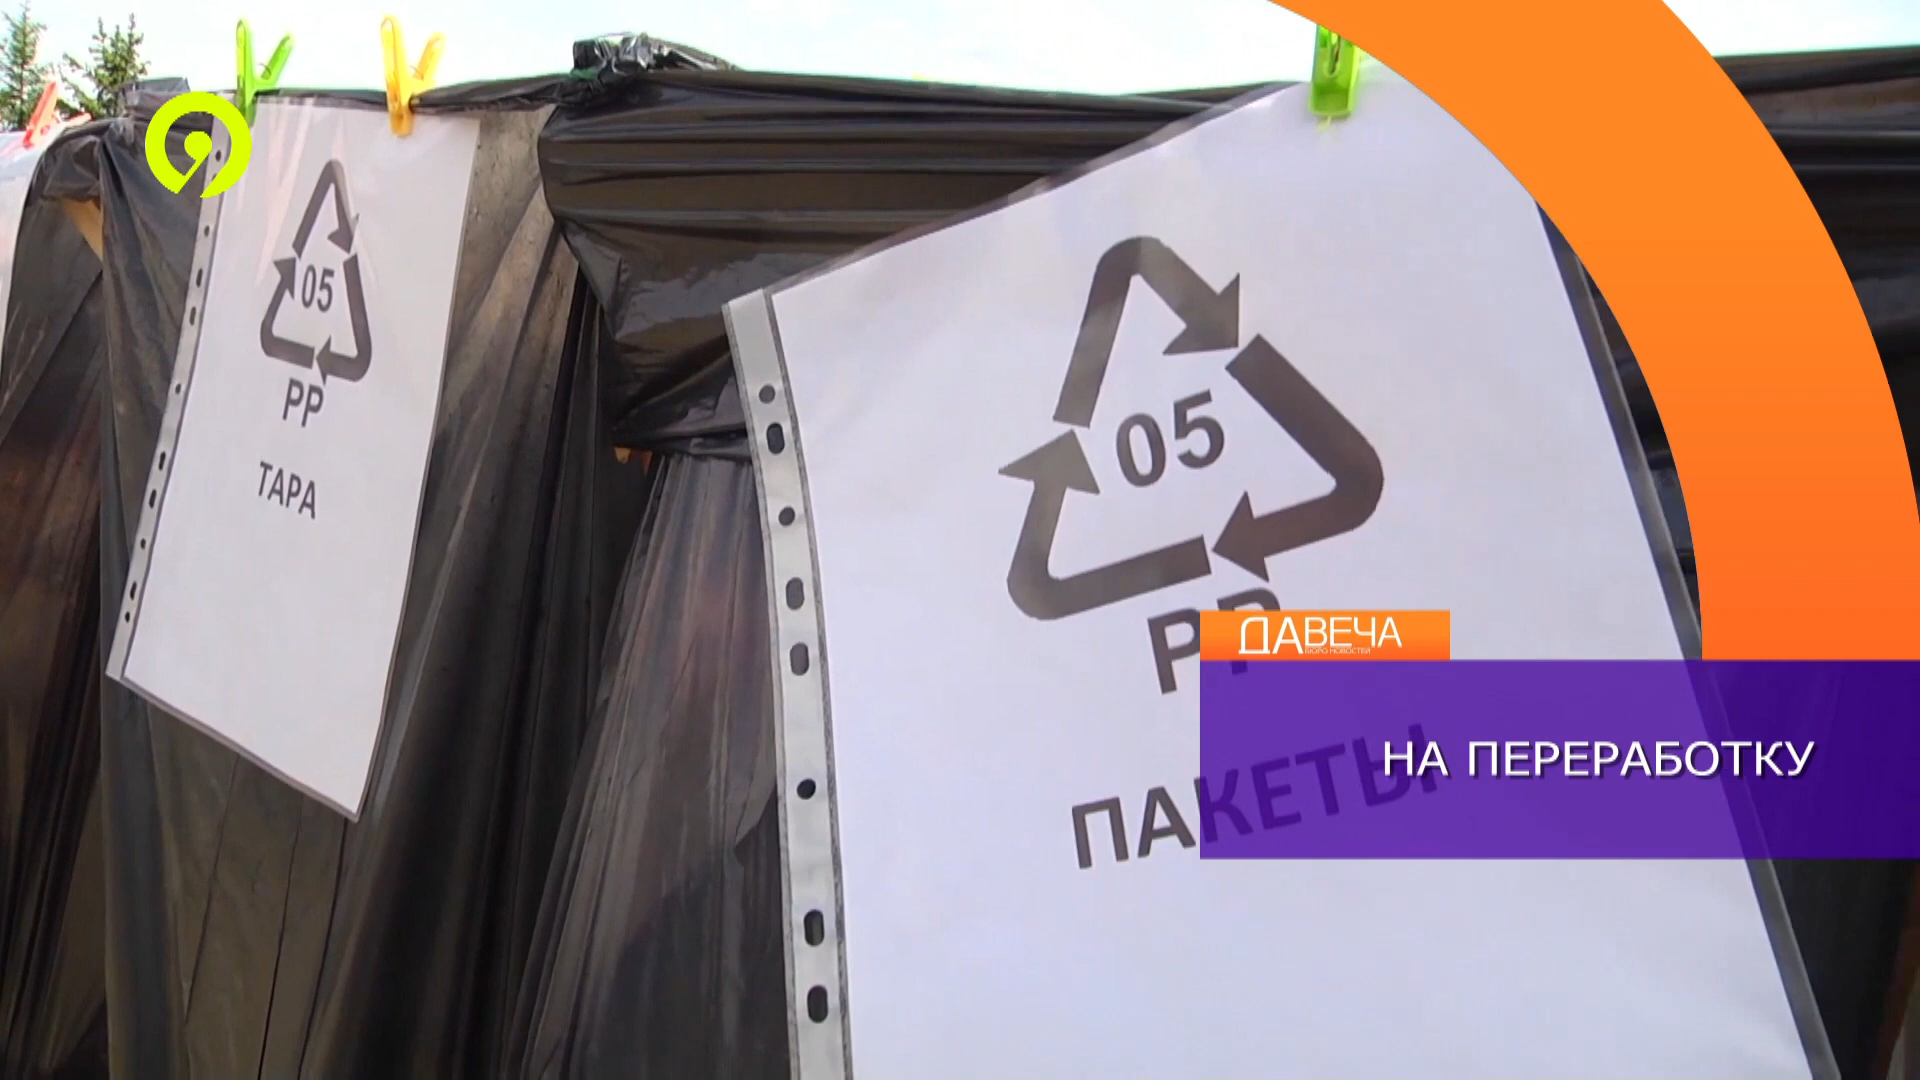 05
PP
ТАРА
05
PP
ПАКЕТЫ
ДАВЕЧА
БЮРО НОВОСТЕЙ
НА ПЕРЕРАБОТКУ